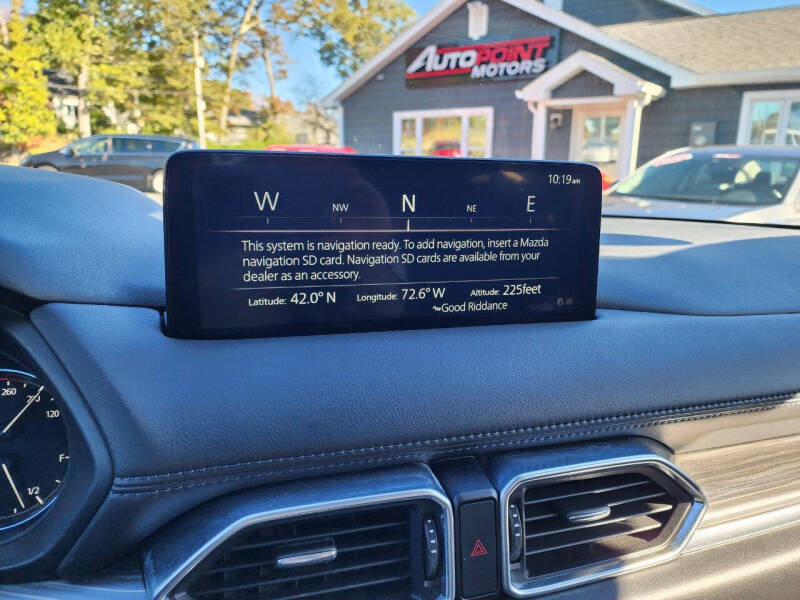 AUTOPOINT
MOTORS
10:19am
W NW N NE E
This system is navigation ready. To add navigation, insert a Mazda
navigation SD card. Navigation SD cards are available from your
dealer as an accessory.
Latitude: 42.0° N Longitude: 72.6° W Altitude: 225feet
Good Riddance
260
120
F
1/2